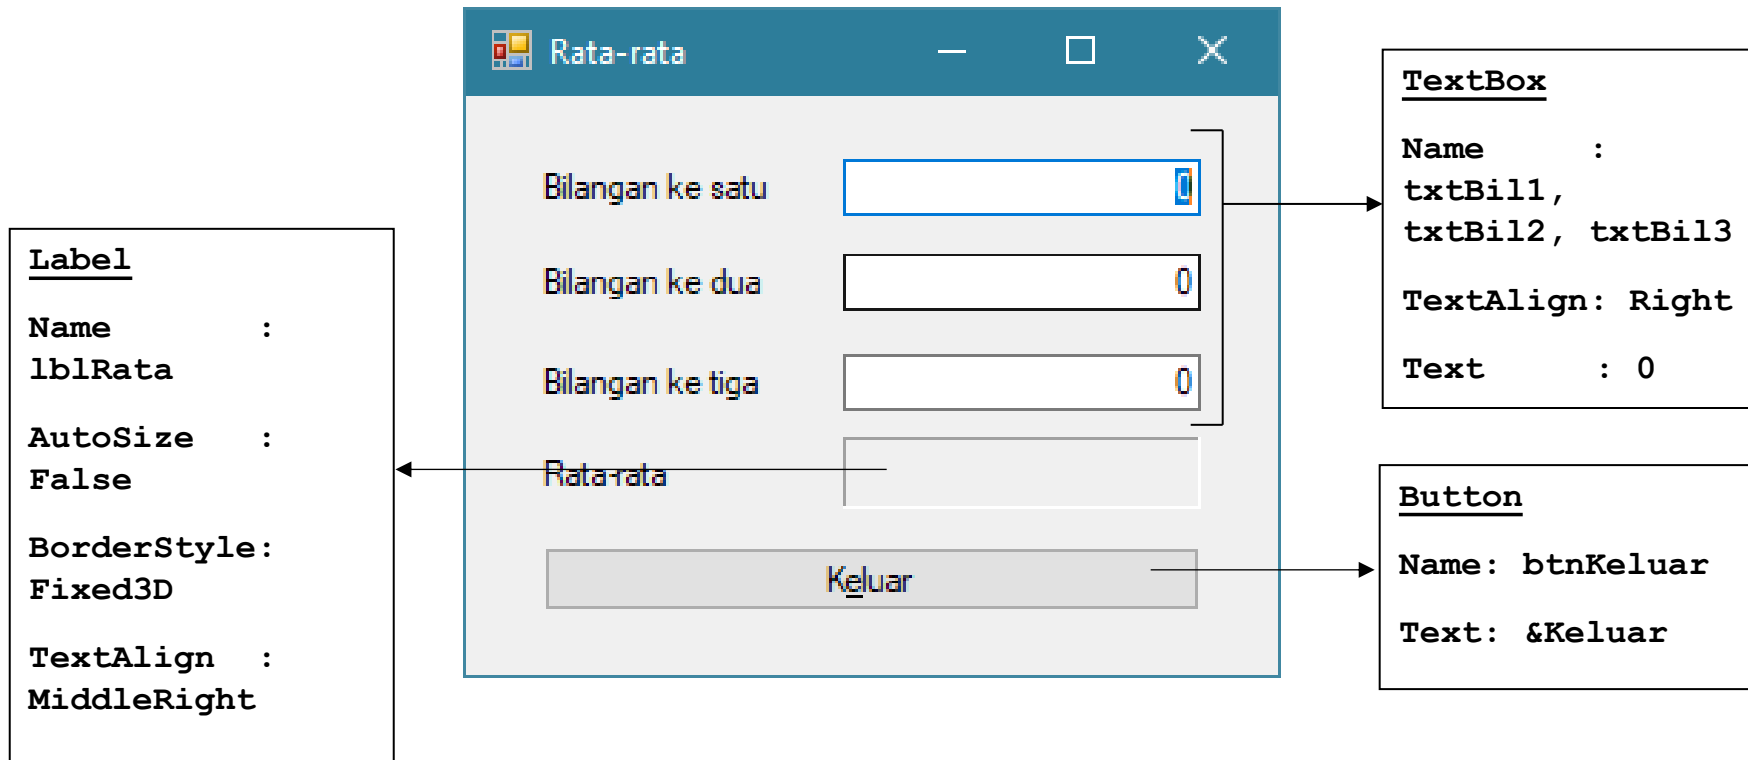 Rata-rata
Bilangan ke satu 0
Bilangan ke dua 0
Bilangan ke tiga 0
Rata-rata
Keluar
Label
Name :
lblRata
AutoSize :
False
BorderStyle:
Fixed3D
TextAlign :
MiddleRight
TextBox
Name :
txtBil1,
txtBil2, txtBil3
TextAlign: Right
Text : 0
Button
Name: btnKeluar
Text: &Keluar